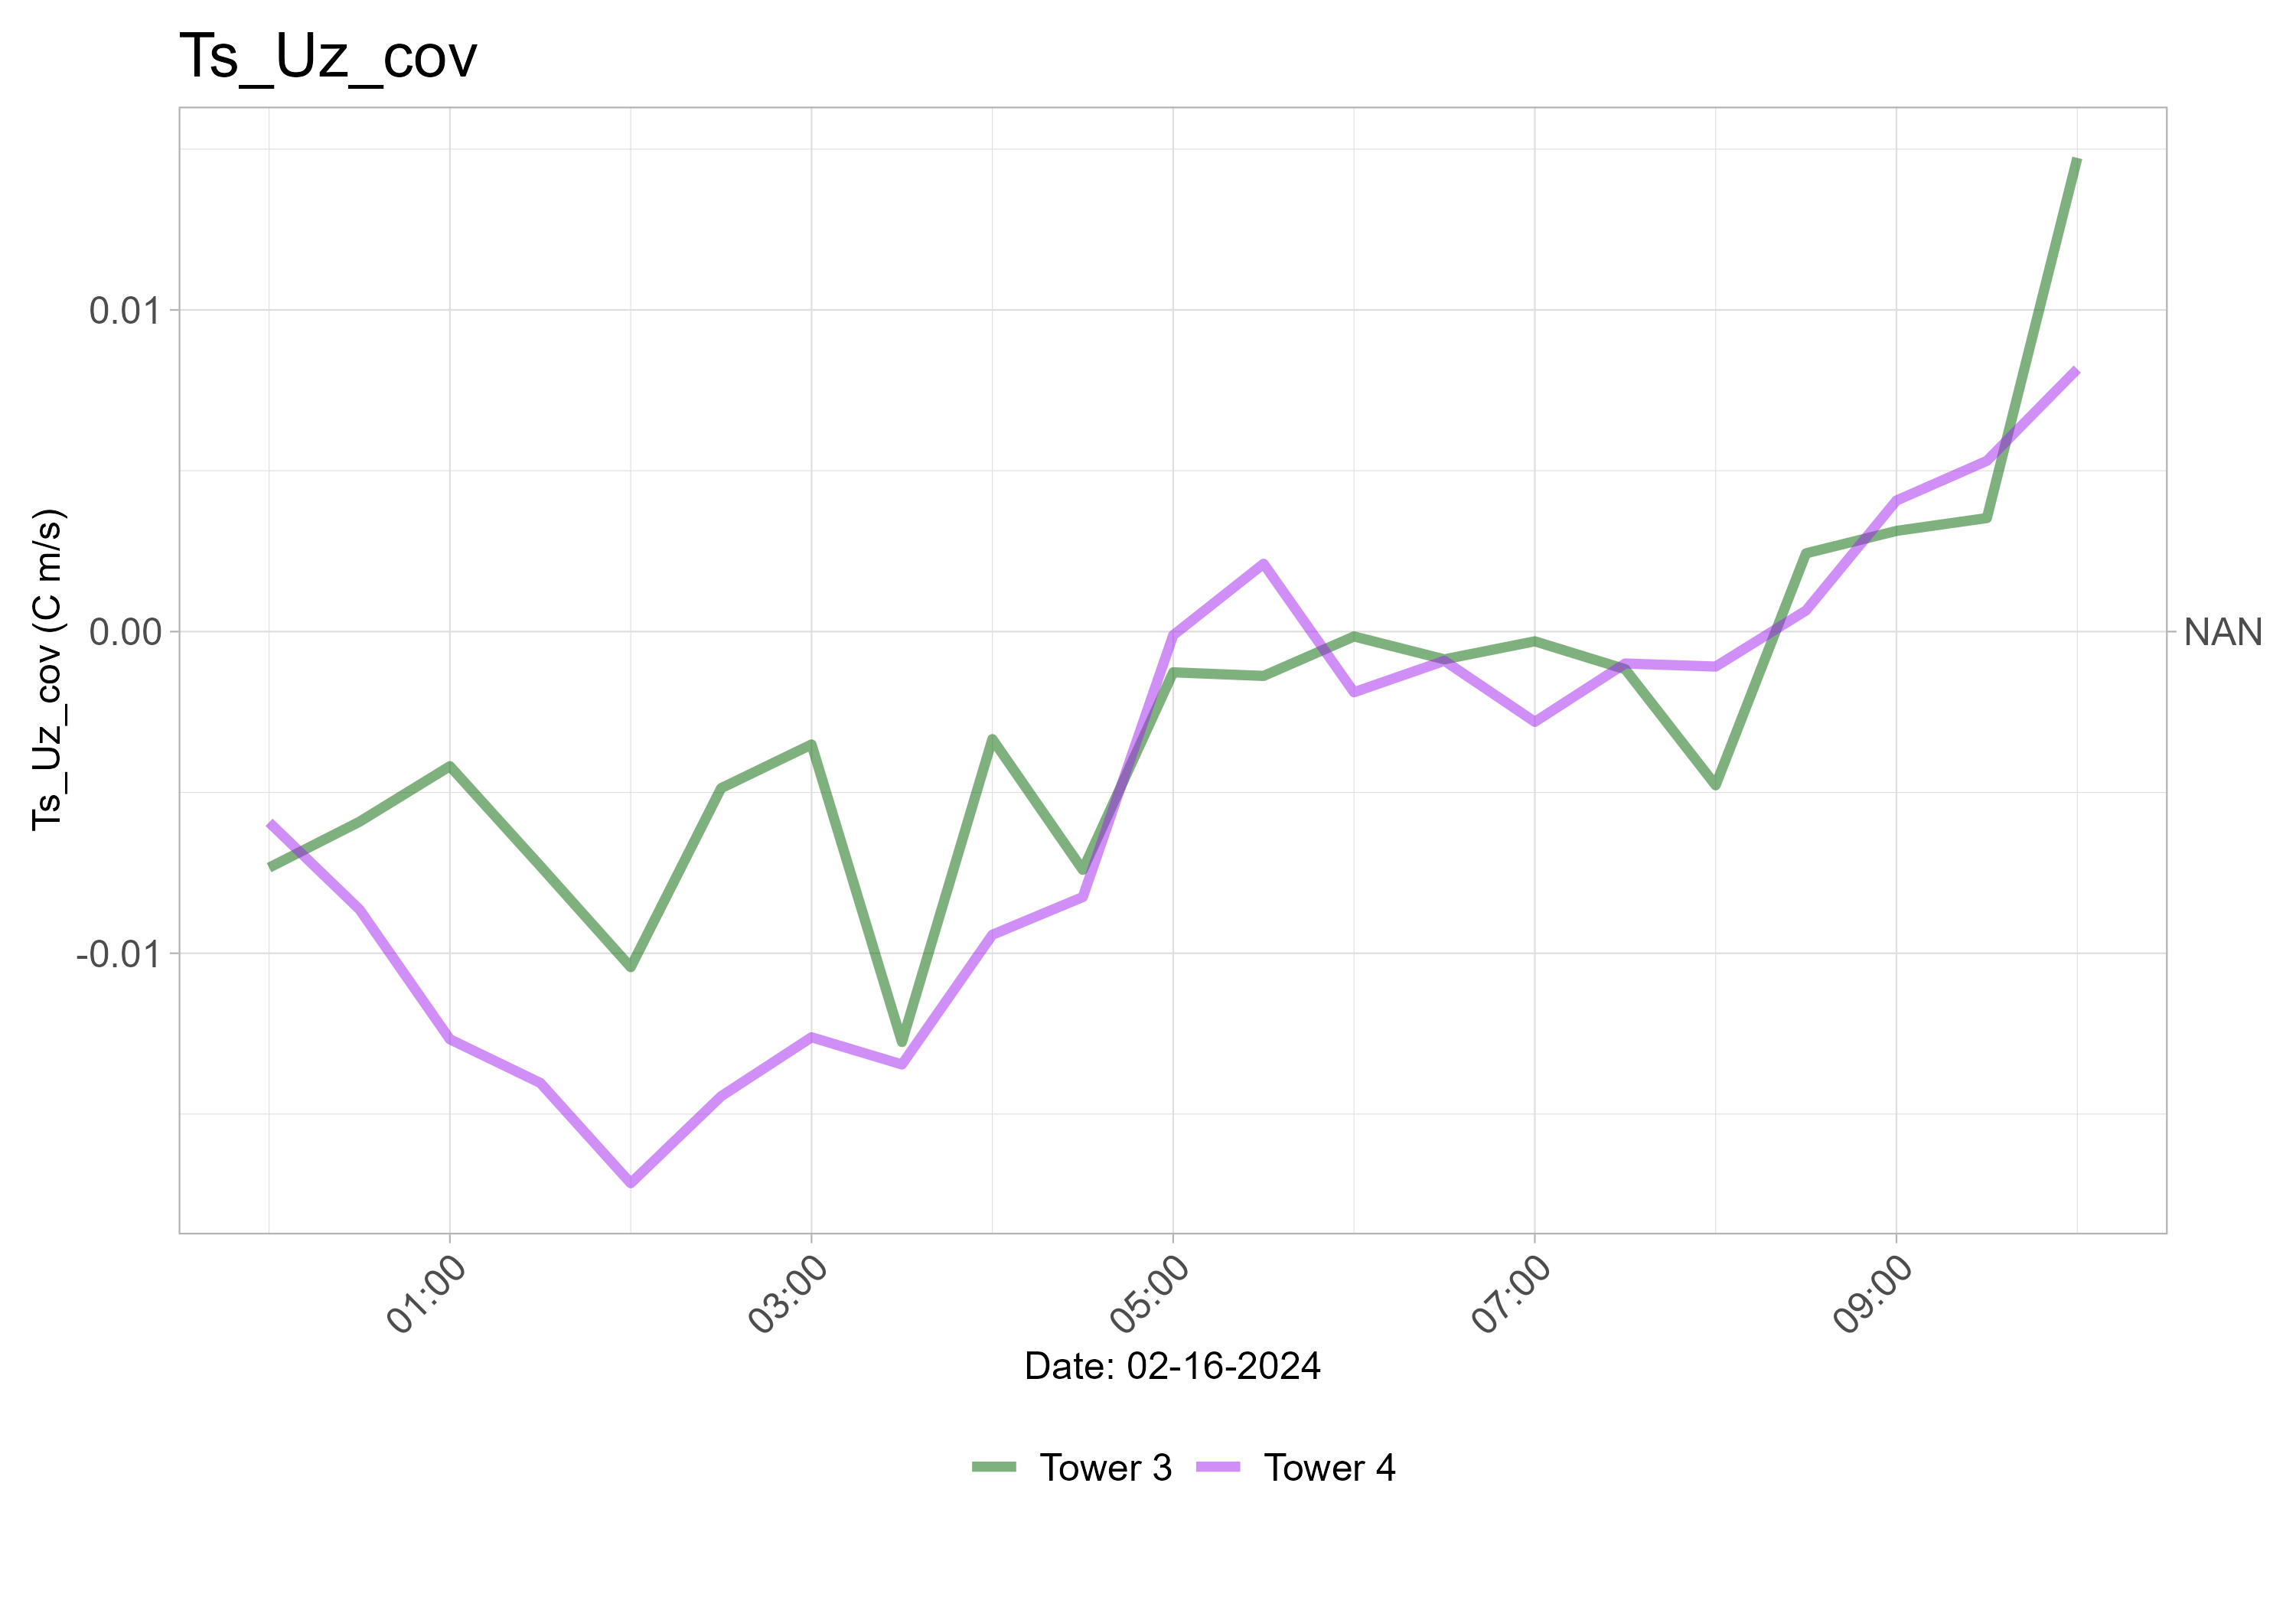 Ts_Uz_cov
Ts_Uz_cov (C m/s)
0.01
0.00
-0.01
NAN
01:00
03:00
05:00
07:00
09:00
Date: 02-16-2024
Tower 3
Tower 4